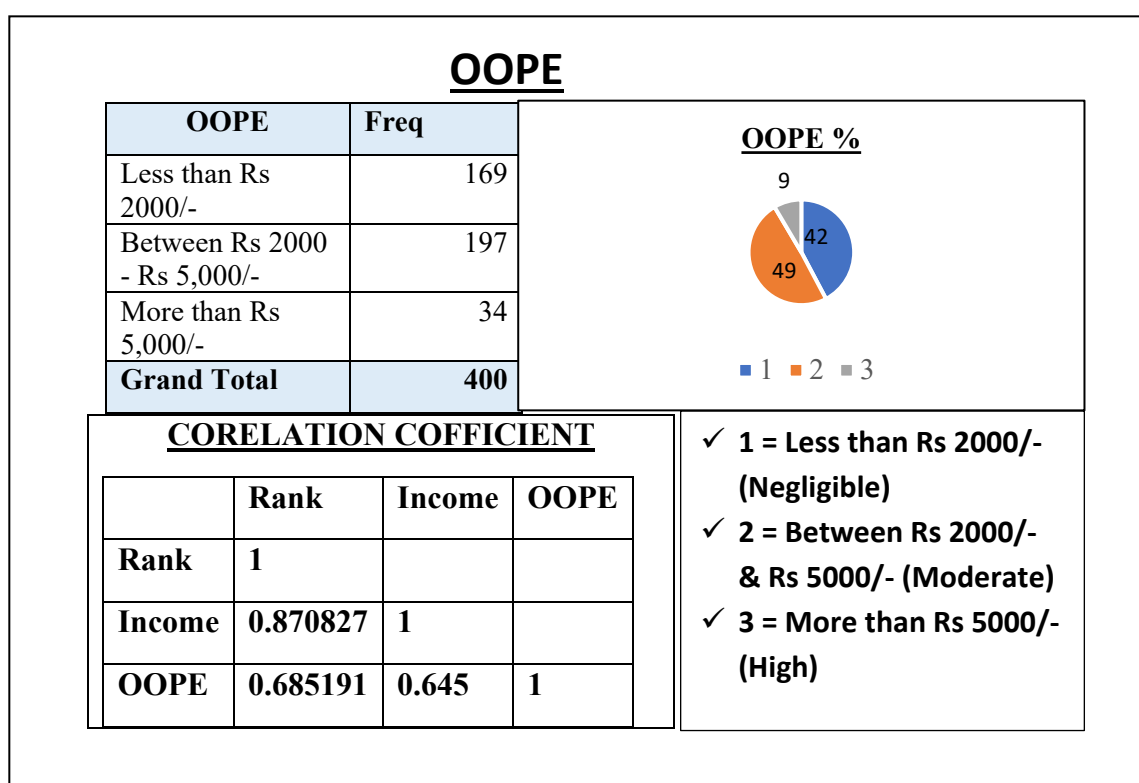 OOPE
OOPE Freq
Less than Rs 169
2000/-
Between Rs 2000 197
- Rs 5,000/-
More than Rs 34
5,000/-
Grand Total 400
OOPE %
9
42
49
1 2 3
CORELATION COFFICIENT
Rank Income OOPE
Rank 1
Income 0.870827 1
OOPE 0.685191 0.645 1
✓ 1 = Less than Rs 2000/-
(Negligible)
✓ 2 = Between Rs 2000/-
& Rs 5000/- (Moderate)
✓ 3 = More than Rs 5000/-
(High)